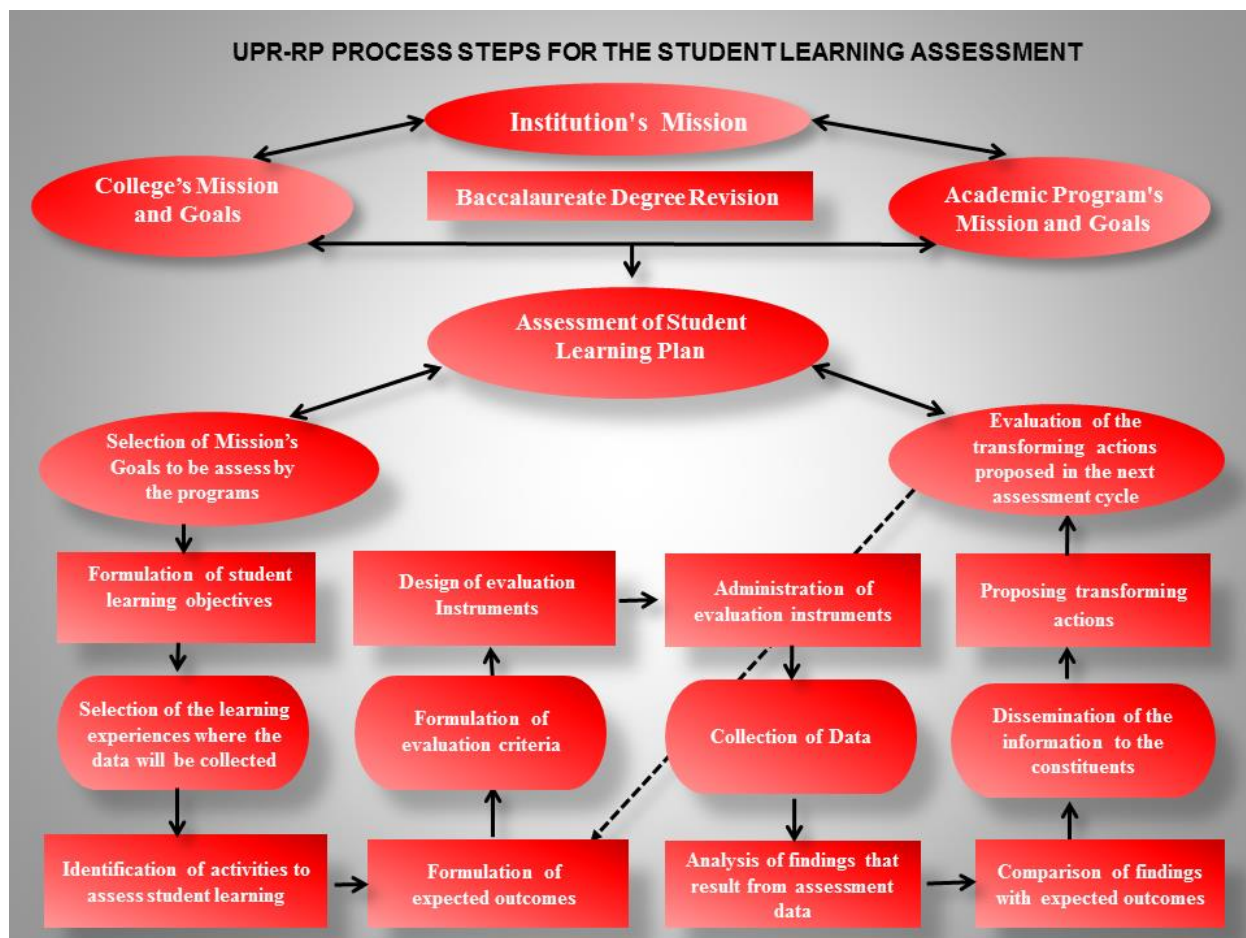 UPR-RP PROCESS STEPS FOR THE STUDENT LEARNING ASSESSMENT
Institution's Mission
College's Mission
and Goals
Baccalaureate Degree Revision
Academic Program's
Mission and Goals
Assessment of Student
Learning Plan
Selection of Mission's
Goals to be assess by
the programs
Evaluation of the
transforming actions
proposed in the next
assessment cycle
Formulation of student
learning objectives
Design of evaluation
Instruments
Administration of
evaluation instruments
Proposing transforming
actions
Selection of the learning
experiences where the
data will be collected
Formulation of
evaluation criteria
Collection of Data
Dissemination of the
information to the
constituents
Identification of activities to
assess student learning
Formulation of
expected outcomes
Analysis of findings that
result from assessment
data
Comparison of findings
with expected outcomes